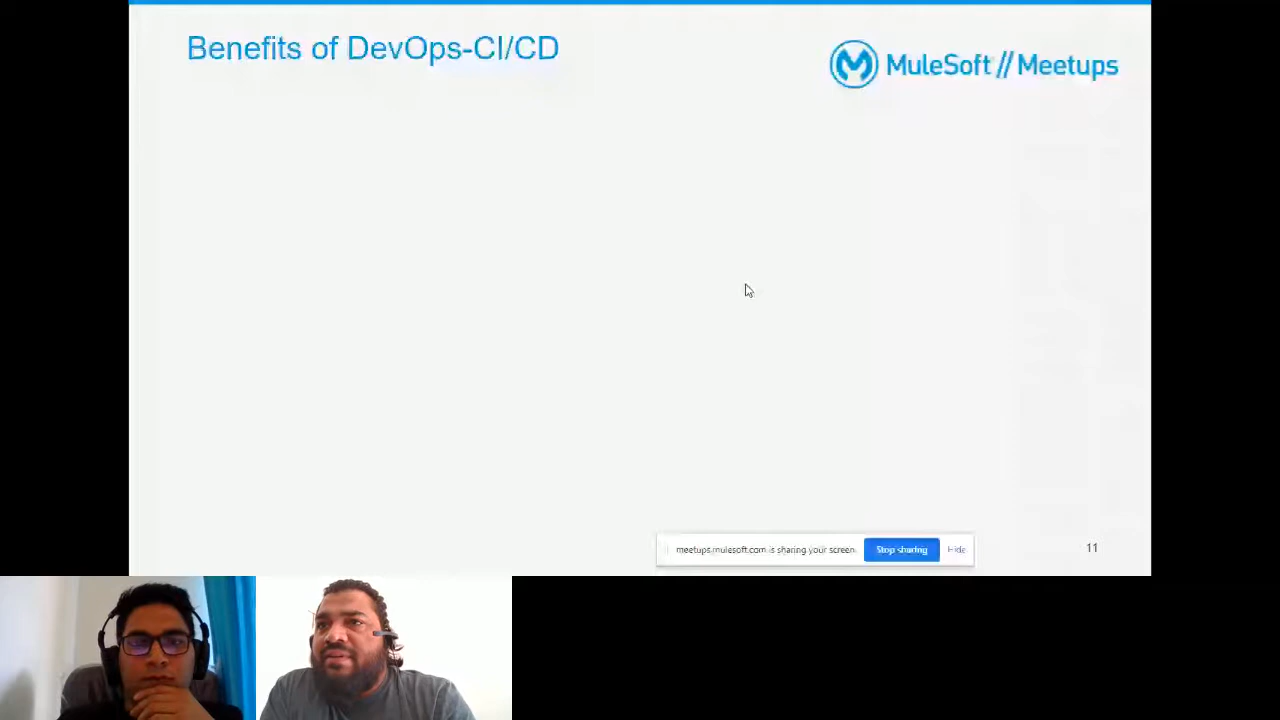 Benefits of DevOps-CI/CD
MuleSoft // Meetups
meetups.mulesoft.com is sharing your screen. Stop sharing Hide
11